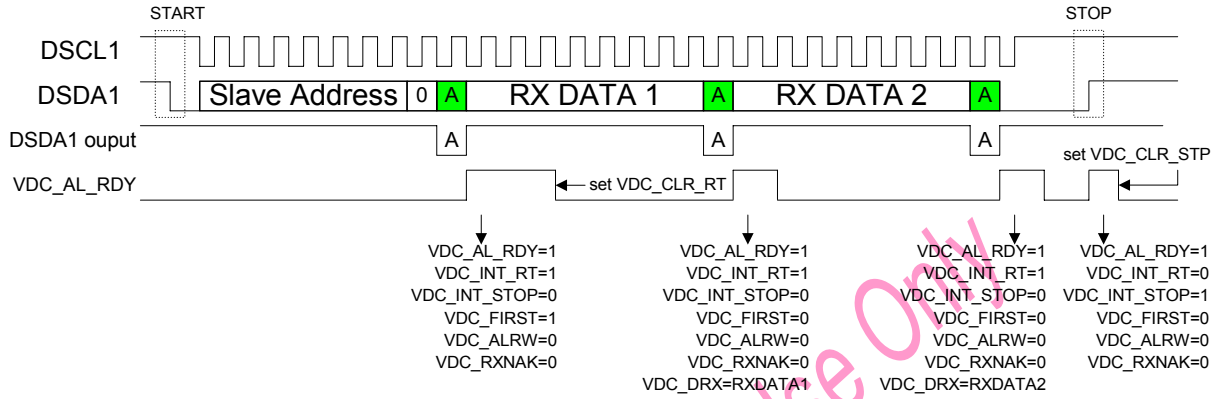 START
STOP
DSCL1
DSDA1
Slave Address 0 A RX DATA 1 A RX DATA 2 A
DSDA1 ouput
A A A
set VDC_CLR_STP
VDC_AL_RDY
set VDC_CLR_RT
VDC_AL_RDY=1 VDC_AL_RDY=1 VDC_AL_RDY=1 VDC_AL_RDY=1
VDC_INT_RT=1 VDC_INT_RT=1 VDC_INT_RT=1 VDC_INT_RT=0
VDC_INT_STOP=0 VDC_INT_STOP=0 VDC_INT_STOP=0 VDC_INT_STOP=1
VDC_FIRST=1 VDC_FIRST=0 VDC_FIRST=0 VDC_FIRST=0
VDC_ALRW=0 VDC_ALRW=0 VDC_ALRW=0 VDC_ALRW=0
VDC_RXNAK=0 VDC_RXNAK=0 VDC_RXNAK=0 VDC_RXNAK=0
VDC_DRX=RXDATA1 VDC_DRX=RXDATA2
Only